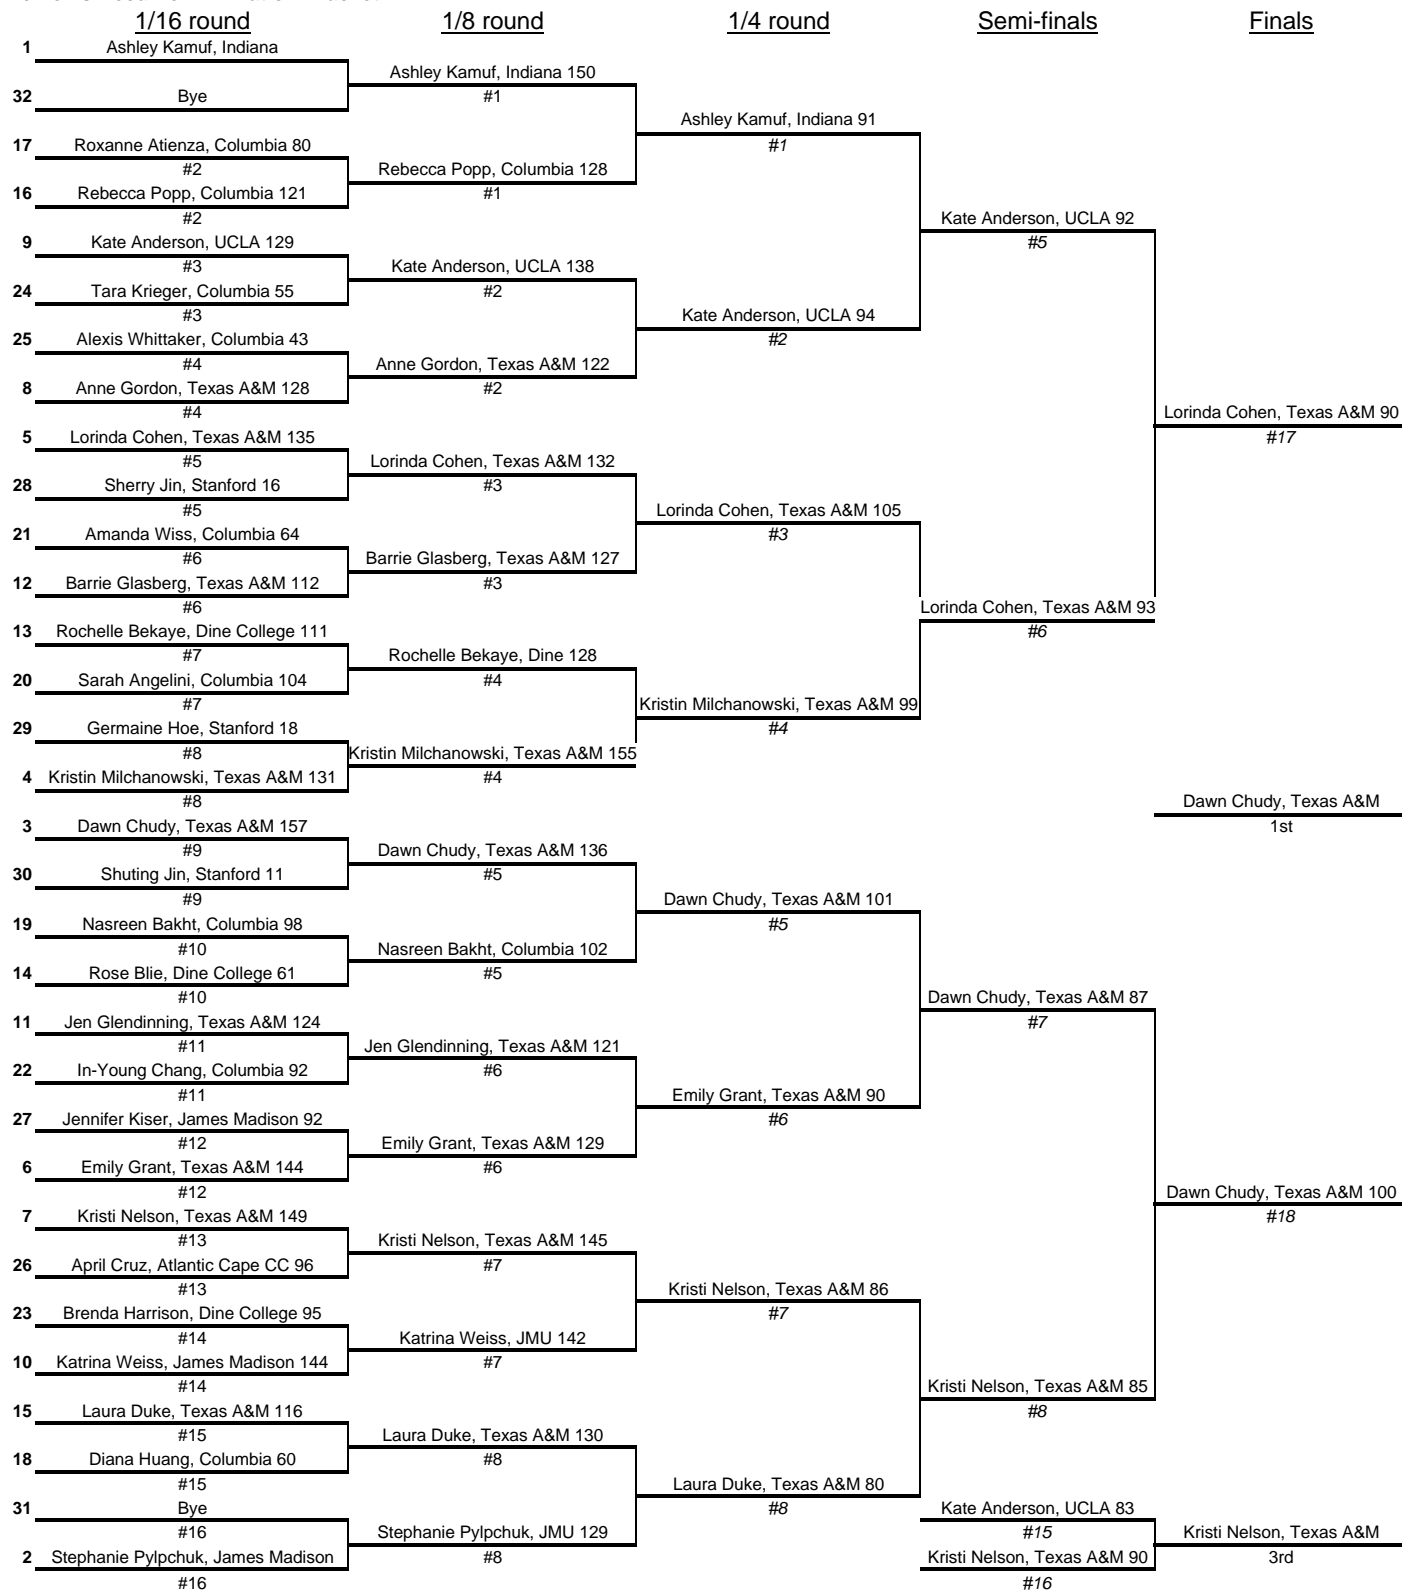 1/16 round
1/8 round
1/4 round
Semi-finals
Finals
1 Ashley Kamuf, Indiana
32 Bye
17 Roxanne Atienza, Columbia 80
#2
16 Rebecca Popp, Columbia 121
#2
9 Kate Anderson, UCLA 129
#3
24 Tara Krieger, Columbia 55
#3
25 Alexis Whittaker, Columbia 43
#4
8 Anne Gordon, Texas A&M 128
#4
5 Lorinda Cohen, Texas A&M 135
#5
28 Sherry Jin, Stanford 16
#5
21 Amanda Wiss, Columbia 64
#6
12 Barrie Glasberg, Texas A&M 112
#6
13 Rochelle Bekaye, Dine College 111
#7
20 Sarah Angelini, Columbia 104
#7
29 Germaine Hoe, Stanford 18
#8
4 Kristin Milchanowski, Texas A&M 131
#8
3 Dawn Chudy, Texas A&M 157
#9
30 Shuting Jin, Stanford 11
#9
19 Nasreen Bakht, Columbia 98
#10
14 Rose Blie, Dine College 61
#10
11 Jen Glendinning, Texas A&M 124
#11
22 In-Young Chang, Columbia 92
#11
27 Jennifer Kiser, James Madison 92
#12
6 Emily Grant, Texas A&M 144
#12
7 Kristi Nelson, Texas A&M 149
#13
26 April Cruz, Atlantic Cape CC 96
#13
23 Brenda Harrison, Dine College 95
#14
10 Katrina Weiss, James Madison 144
#14
15 Laura Duke, Texas A&M 116
#15
18 Diana Huang, Columbia 60
#15
31 Bye
#16
2 Stephanie Pylpchuk, James Madison
#16
Ashley Kamuf, Indiana 150
#1
Rebecca Popp, Columbia 128
#1
Kate Anderson, UCLA 138
#2
Anne Gordon, Texas A&M 122
#2
Lorinda Cohen, Texas A&M 132
#3
Barrie Glasberg, Texas A&M 127
#3
Rochelle Bekaye, Dine 128
#4
Kristin Milchanowski, Texas A&M 155
#4
Dawn Chudy, Texas A&M 136
#5
Nasreen Bakht, Columbia 102
#5
Jen Glendinning, Texas A&M 121
#6
Emily Grant, Texas A&M 129
#6
Kristi Nelson, Texas A&M 145
#7
Katrina Weiss, JMU 142
#7
Laura Duke, Texas A&M 130
#8
Stephanie Pylpchuk, JMU 129
#8
Ashley Kamuf, Indiana 91
#1
Kate Anderson, UCLA 94
#2
Lorinda Cohen, Texas A&M 105
#3
Kristin Milchanowski, Texas A&M 99
#4
Dawn Chudy, Texas A&M 101
#5
Emily Grant, Texas A&M 90
#6
Kristi Nelson, Texas A&M 86
#7
Laura Duke, Texas A&M 80
#8
Kate Anderson, UCLA 92
#5
Lorinda Cohen, Texas A&M 93
#6
Dawn Chudy, Texas A&M 87
#7
Kristi Nelson, Texas A&M 85
#8
Kate Anderson, UCLA 83
#15
Kristi Nelson, Texas A&M 90
#16
Lorinda Cohen, Texas A&M 90
#17
Dawn Chudy, Texas A&M
1st
Dawn Chudy, Texas A&M 100
#18
Kristi Nelson, Texas A&M
3rd